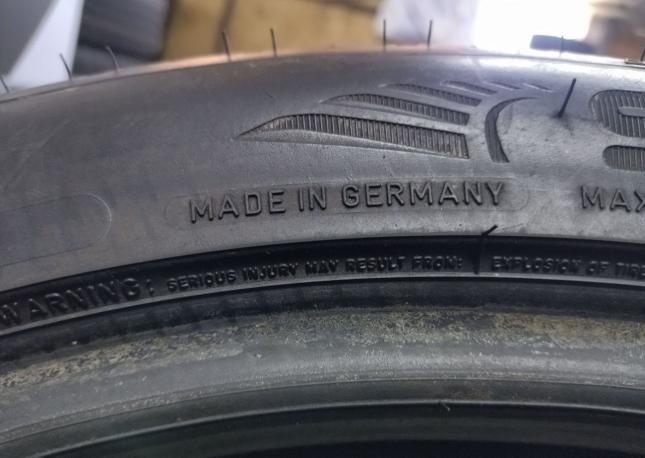 S
MADE IN GERMANY MAX
WARNING: SERIOUS INJURY MAY RESULT FROM: EXPLOSION OF TIRE